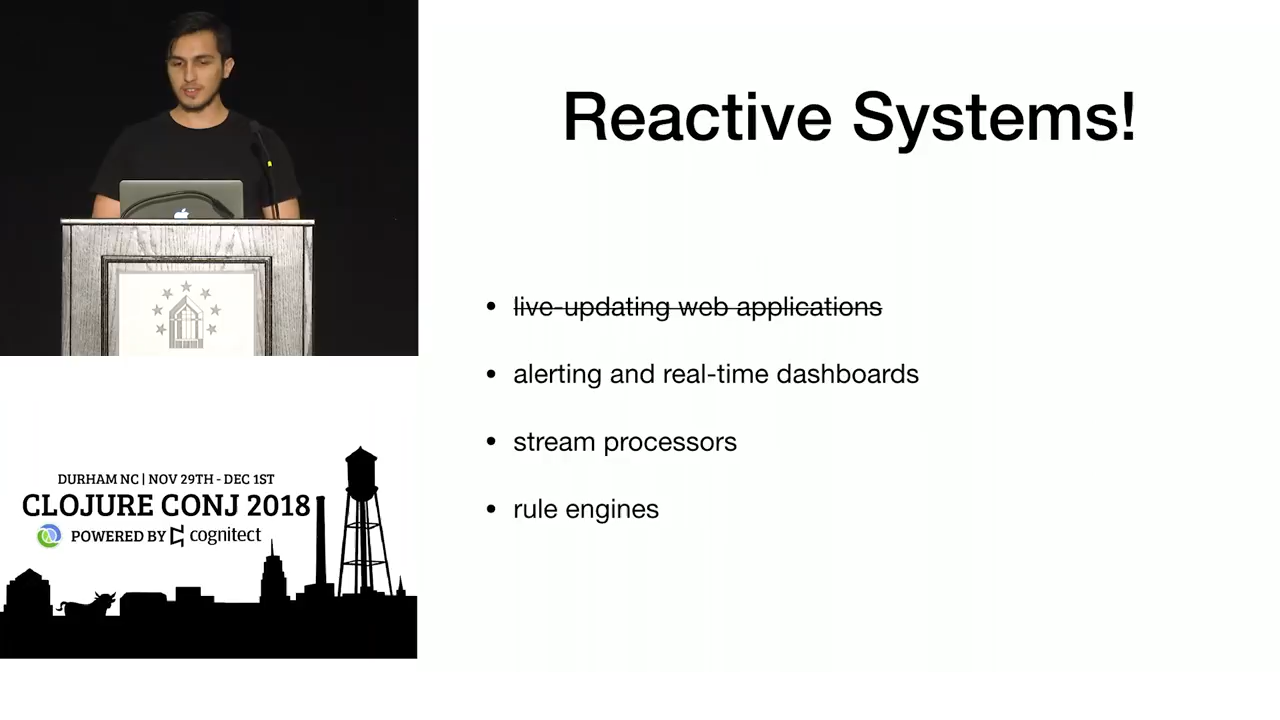 Reactive Systems!
live-updating web applications
• alerting and real-time dashboards
• stream processors
• rule engines
DURHAM NC | NOV 29TH - DEC 1ST
CLOJURE CONJ 2018
POWERED BY cognitect